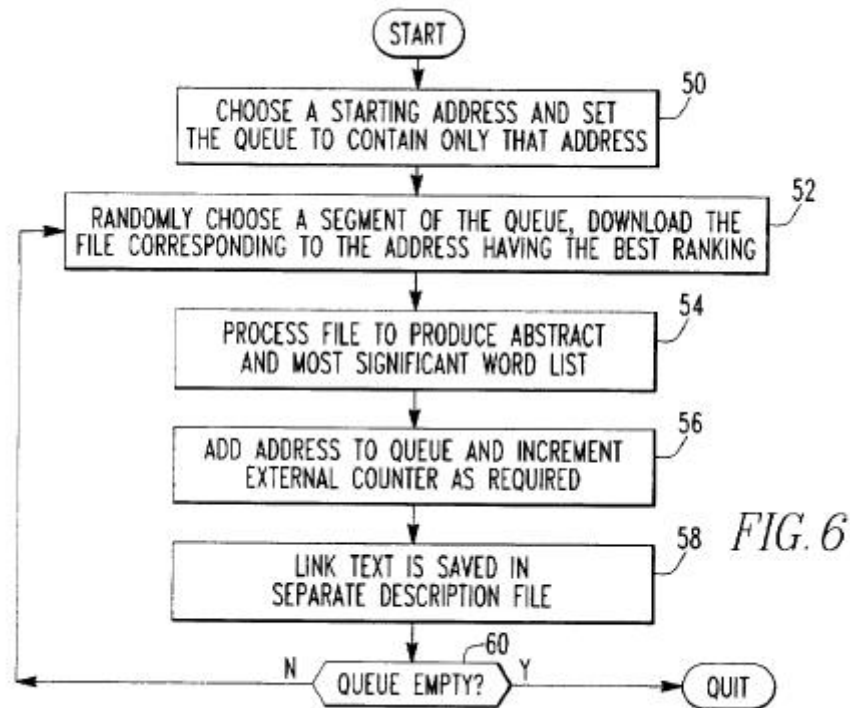 START
50
CHOOSE A STARTING ADDRESS AND SET
THE QUEUE TO CONTAIN ONLY THAT ADDRESS
52
RANDOMLY CHOOSE A SEGMENT OF THE QUEUE, DOWNLOAD THE
FILE CORRESPONDING TO THE ADDRESS HAVING THE BEST RANKING
54
PROCESS FILE TO PRODUCE ABSTRACT
AND MOST SIGNIFICANT WORD LIST
56
ADD ADDRESS TO QUEUE AND INCREMENT
EXTERNAL COUNTER AS REQUIRED
58
LINK TEXT IS SAVED IN
SEPARATE DESCRIPTION FILE
FIG. 6
60
N
QUEUE EMPTY?
Y
QUIT